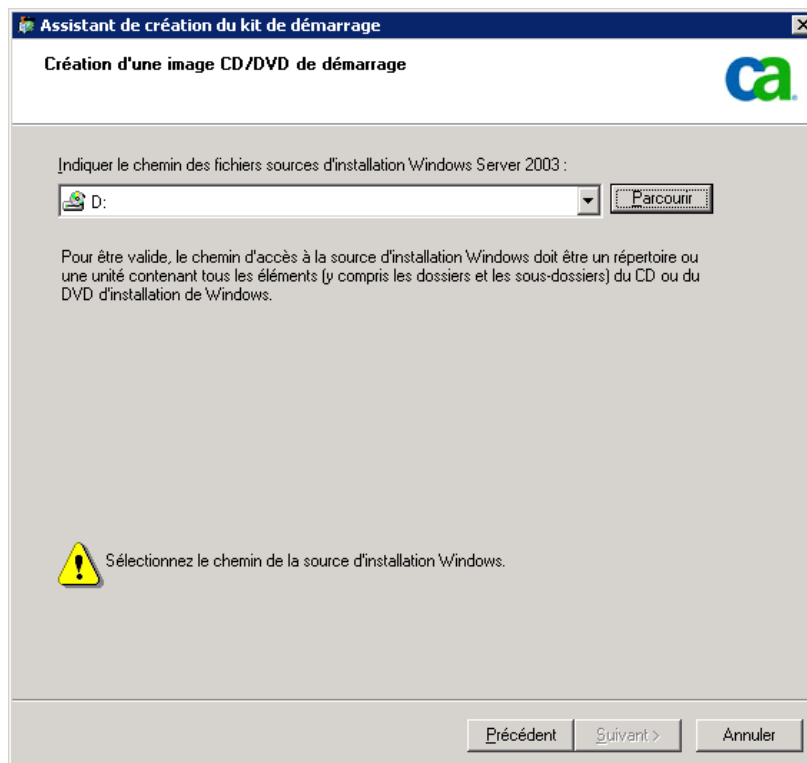 Assistant de création du kit de démarrage
Création d'une image CD/DVD de démarrage
ca
Indiquer le chemin des fichiers sources d'installation Windows Server 2003 :
D:
Parcourir
Pour être valide, le chemin d'accès à la source d'installation Windows doit être un répertoire ou
une unité contenant tous les éléments (y compris les dossiers et les sous-dossiers) du CD ou du
DVD d'installation de Windows.
Sélectionnez le chemin de la source d'installation Windows.
Précédent
Suivant >
Annuler